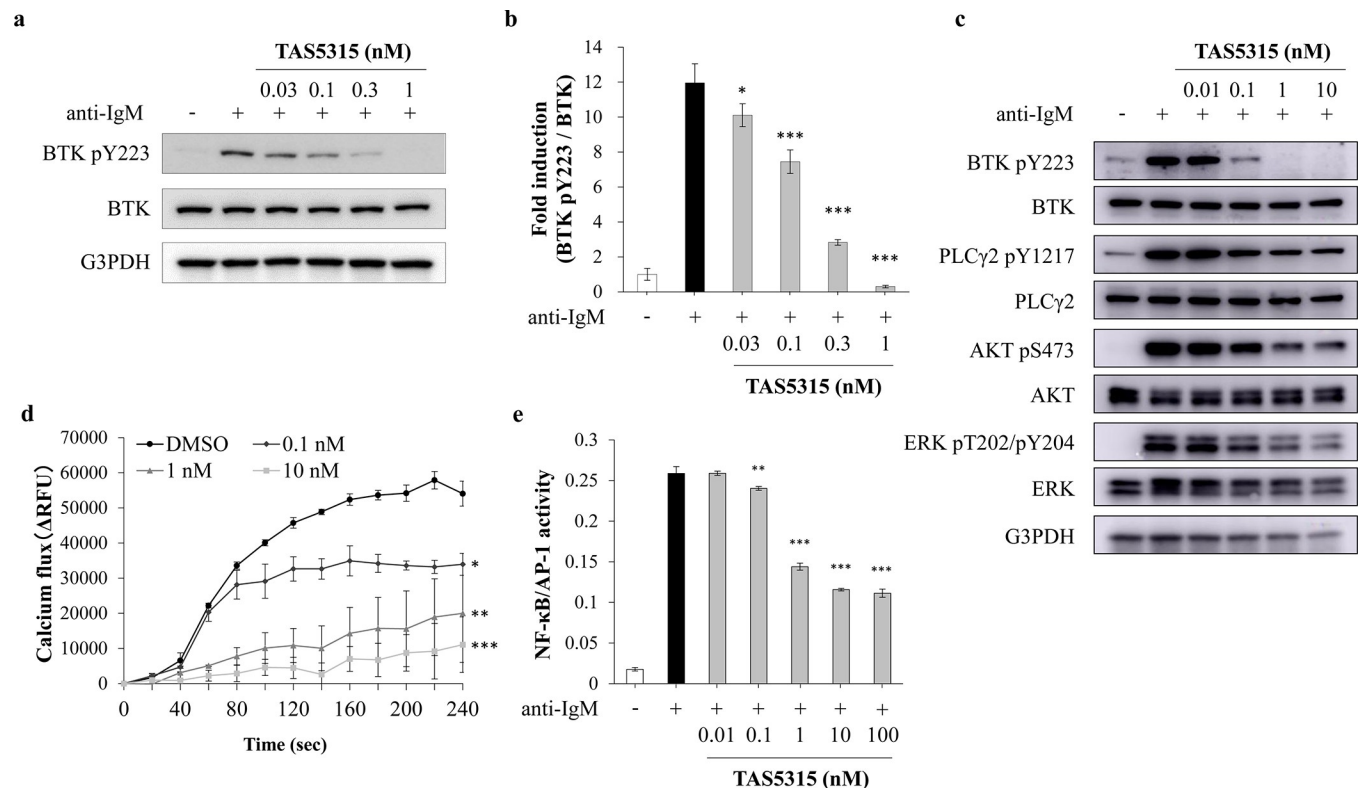 a
TAS5315 (nM)
0.03 0.1 0.3 1
anti-IgM - + + + + +
BTK pY223
BTK
G3PDH
b
Fold induction
(BTK pY223 / BTK)
14
12
10
8
6
4
2
0
*
***
***
***
anti-IgM - + + + + +
0.03 0.1 0.3 1
TAS5315 (nM)
c
TAS5315 (nM)
0.01 0.1 1 10
anti-IgM - + + + + +
BTK pY223
BTK
PLCγ2 pY1217
PLCγ2
AKT pS473
AKT
ERK pT202/pY204
ERK
G3PDH
d
Calcium flux (ΔRFU)
70000
60000
50000
40000
30000
20000
10000
0
DMSO 0.1 nM
1 nM 10 nM
*
**
***
0 40 80 120 160 200 240
Time (sec)
e
NF-κB/AP-1 activity
0.3
0.25
0.2
0.15
0.1
0.05
0
**
***
***
***
anti-IgM - + + + + + +
0.01 0.1 1 10 100
TAS5315 (nM)